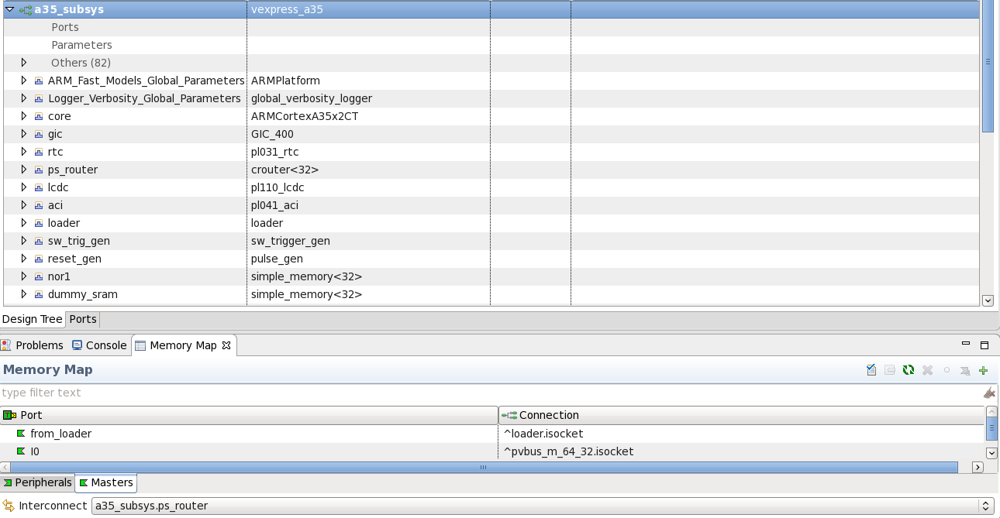 a35_subsys vexpress_a35
Ports
Parameters
Others (82)
ARM_Fast_Models_Global_Parameters ARMPlatform
Logger_Verbosity_Global_Parameters global_verbosity_logger
core ARMCortexA35x2CT
gic GIC_400
rtc pl031_rtc
ps_router crouter<32>
lcdc pl110_lcdc
aci pl041_aci
loader loader
sw_trig_gen sw_trigger_gen
reset_gen pulse_gen
nor1 simple_memory<32>
dummy_sram simple_memory<32>
Design Tree Ports
Problems Console Memory Map
Memory Map
type filter text
Port Connection
from_loader ^loader.isocket
I0 ^pvbus_m_64_32.isocket
Peripherals Masters
Interconnect a35_subsys.ps_router